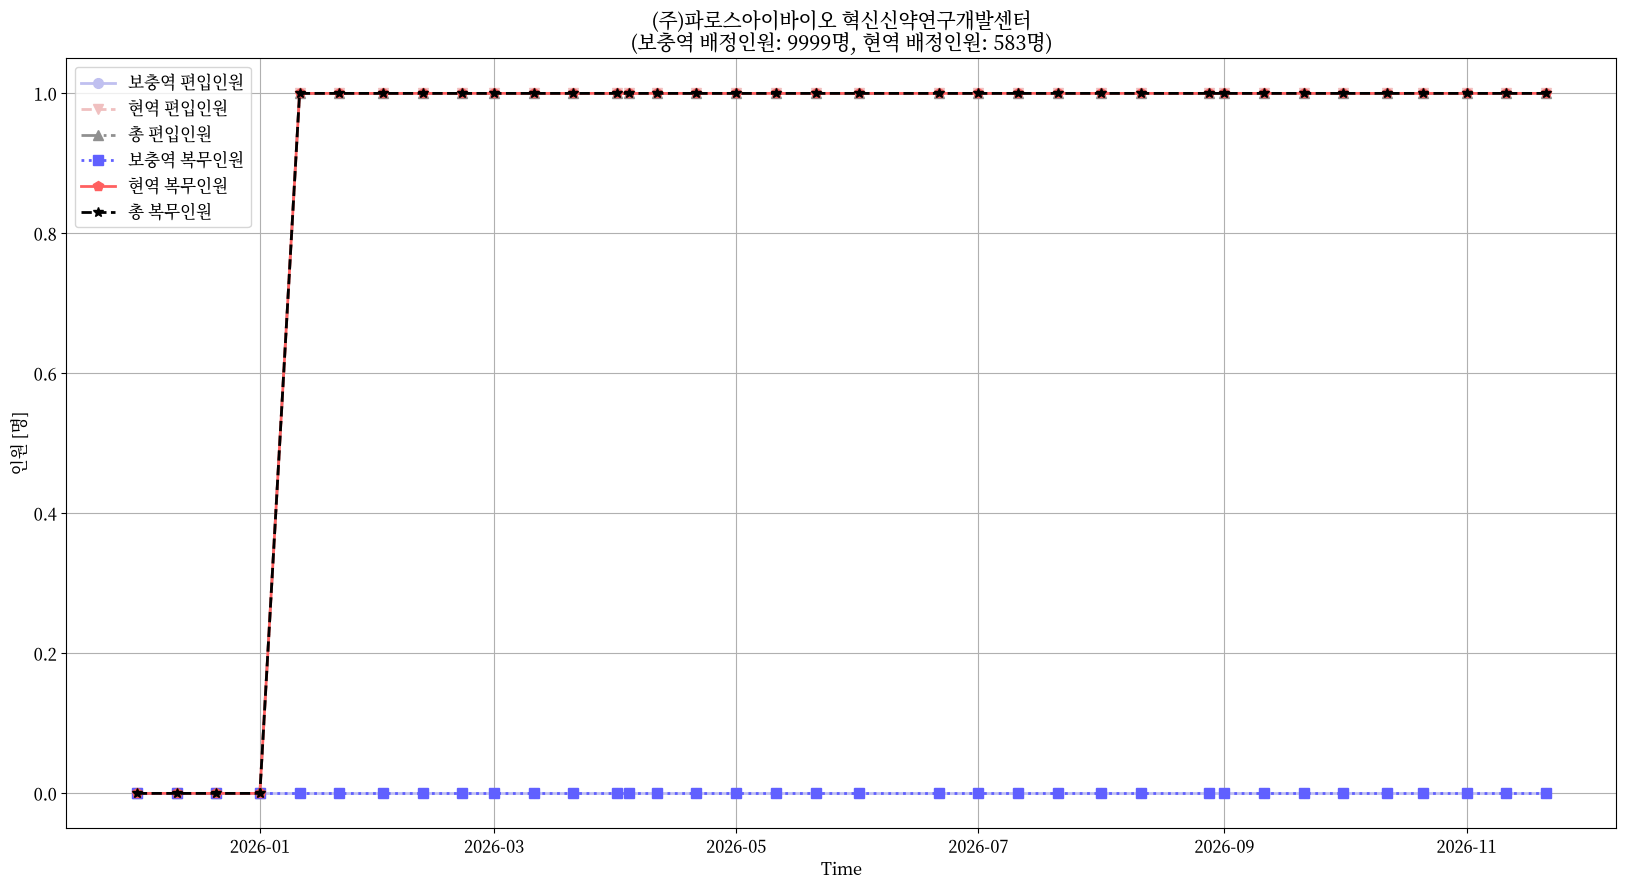 (주)파로스아이바이오 혁신신약연구개발센터
(보충역 배정인원: 9999명, 현역 배정인원: 583명)
보충역 편입인원
현역 편입인원
총 편입인원
보충역 복무인원
현역 복무인원
총 복무인원
1.0
0.8
0.6
0.4
0.2
0.0
인원 [명]
2026-01
2026-03
2026-05
2026-07
2026-09
2026-11
Time